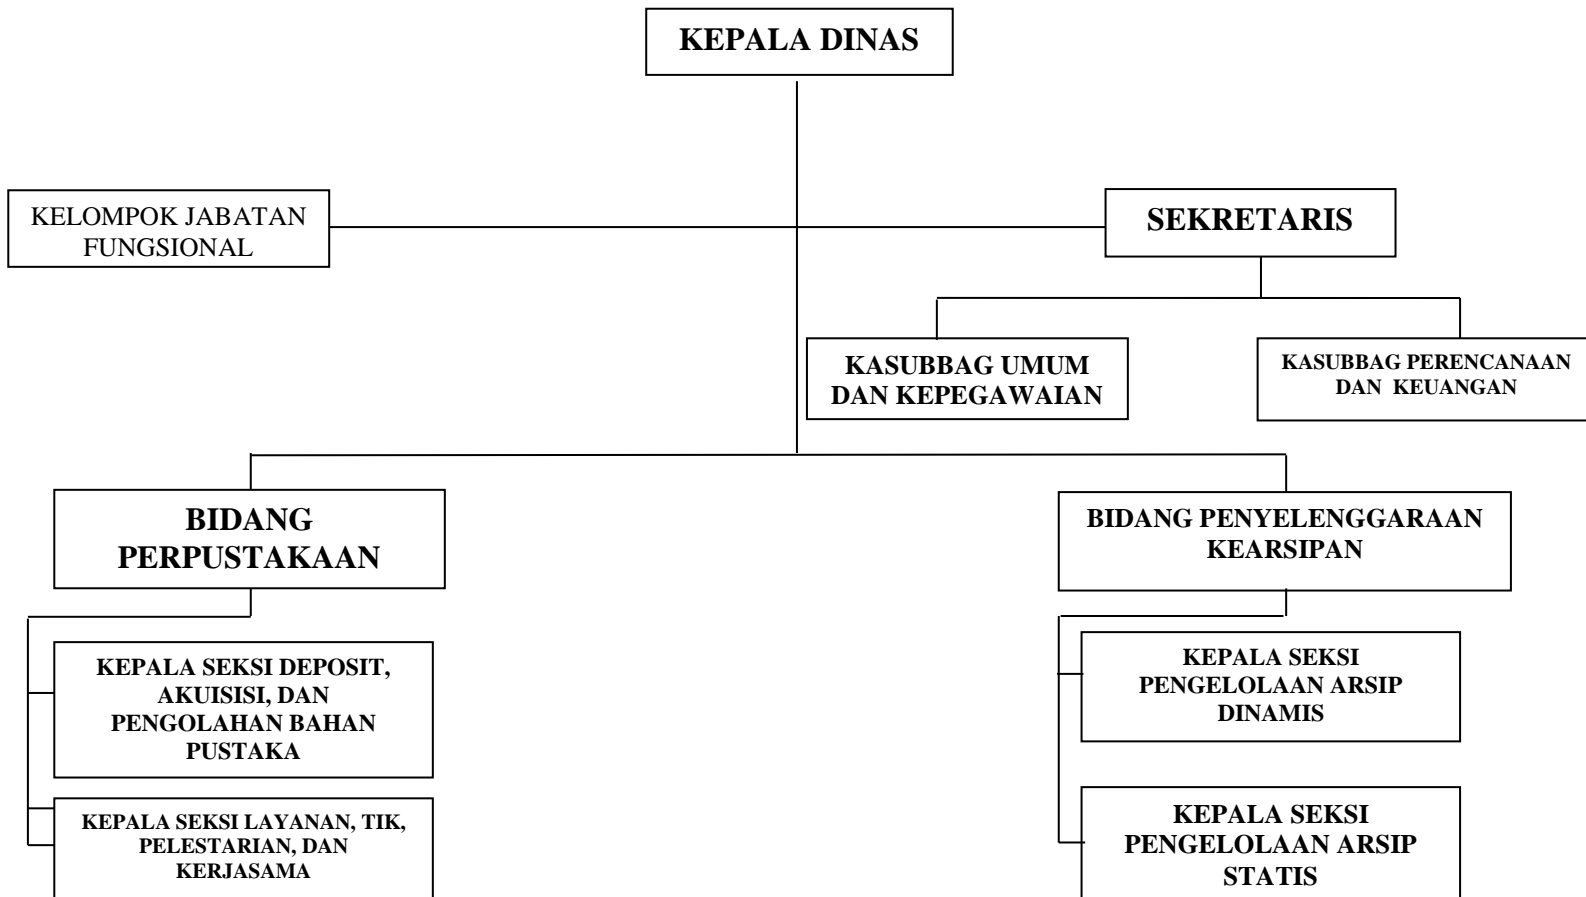 KEPALA DINAS
KELOMPOK JABATAN
FUNGSIONAL
SEKRETARIS
KASUBBAG UMUM
DAN KEPEGAWAIAN
KASUBBAG PERENCANAAN
DAN KEUANGAN
BIDANG
PERPUSTAKAAN
BIDANG PENYELENGGARAAN
KEARSIPAN
KEPALA SEKSI DEPOSIT,
AKUISISI, DAN
PENGOLAHAN BAHAN
PUSTAKA
KEPALA SEKSI
PENGELOLAAN ARSIP
DINAMIS
KEPALA SEKSI LAYANAN, TIK,
PELESTARIAN, DAN
KERJASAMA
KEPALA SEKSI
PENGELOLAAN ARSIP
STATIS